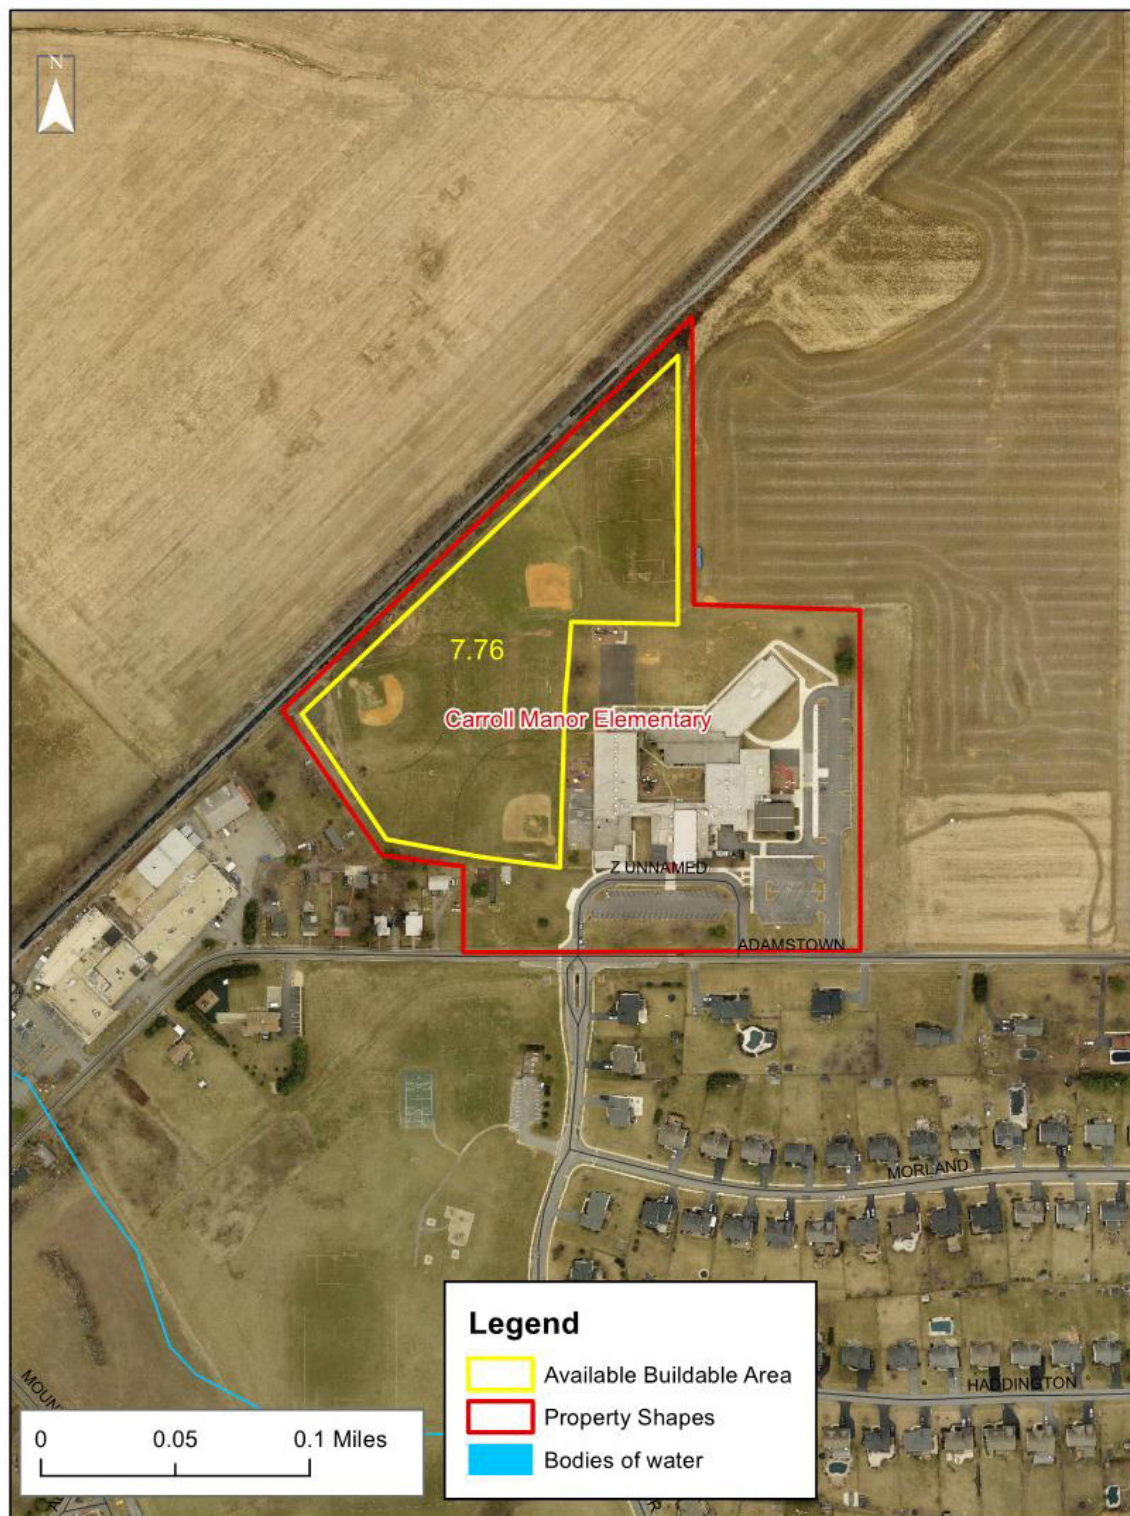 N
7.76
Carroll Manor Elementary
Z UNNAMED
ADAMSTOWN
MORLAND
HADDINGTON
MOUN
Legend
Available Buildable Area
Property Shapes
Bodies of water
0 0.05 0.1 Miles